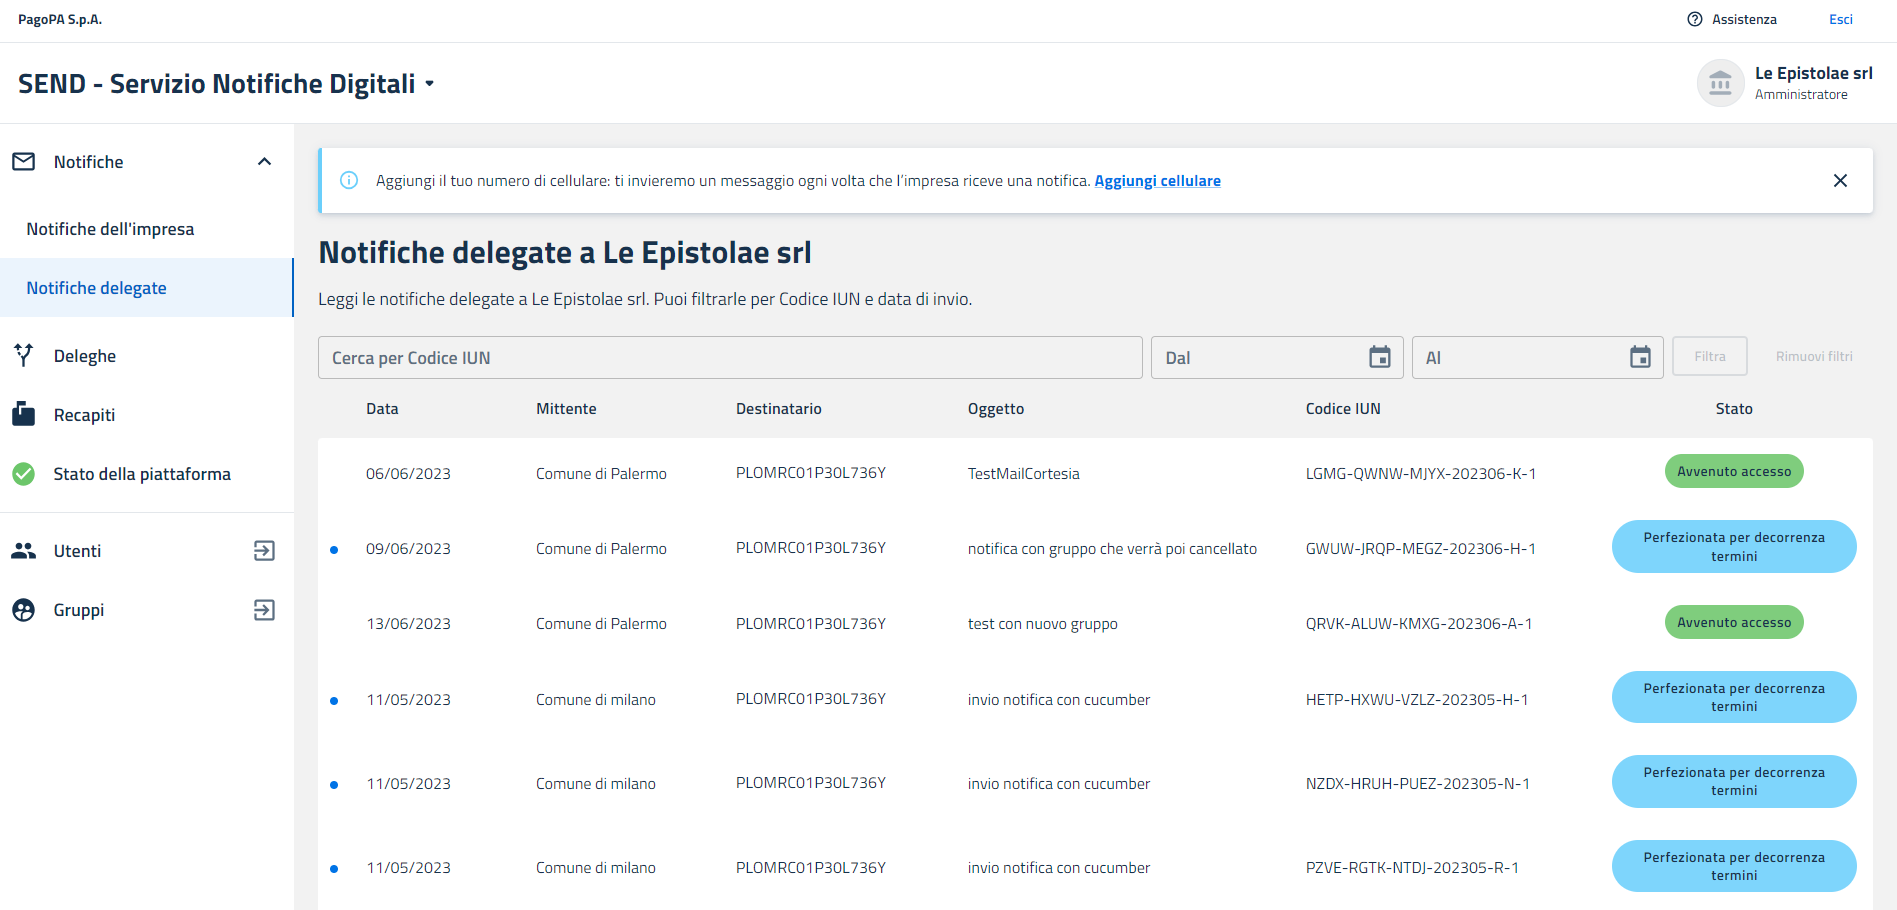 PagoPA S.p.A.
Assistenza
Esci
SEND - Servizio Notifiche Digitali
Le Epistolae srl
Amministratore
Notifiche
Notifiche dell'impresa
Notifiche delegate
Deleghe
Recapiti
Stato della piattaforma
Utenti
Gruppi
Aggiungi il tuo numero di cellulare: ti invieremo un messaggio ogni volta che l'impresa riceve una notifica. Aggiungi cellulare
Notifiche delegate a Le Epistolae srl
Leggi le notifiche delegate a Le Epistolae srl. Puoi filtrarle per Codice IUN e data di invio.
Cerca per Codice IUN
Dal
Al
Filtra
Rimuovi filtri
Data Mittente Destinatario Oggetto Codice IUN Stato
06/06/2023 Comune di Palermo PLOMRC01P30L736Y TestMailCortesia LGMG-QWNW-MJYX-202306-K-1 Avvenuto accesso
09/06/2023 Comune di Palermo PLOMRC01P30L736Y notifica con gruppo che verrà poi cancellato GWUW-JRQP-MEGZ-202306-H-1 Perfezionata per decorrenza
termini
13/06/2023 Comune di Palermo PLOMRC01P30L736Y test con nuovo gruppo QRVK-ALUW-KMXG-202306-A-1 Avvenuto accesso
11/05/2023 Comune di milano PLOMRC01P30L736Y invio notifica con cucumber HETP-HXWU-VZLZ-202305-H-1 Perfezionata per decorrenza
termini
11/05/2023 Comune di milano PLOMRC01P30L736Y invio notifica con cucumber NZDX-HRUH-PUEZ-202305-N-1 Perfezionata per decorrenza
termini
11/05/2023 Comune di milano PLOMRC01P30L736Y invio notifica con cucumber PZVE-RGTK-NTDJ-202305-R-1 Perfezionata per decorrenza
termini